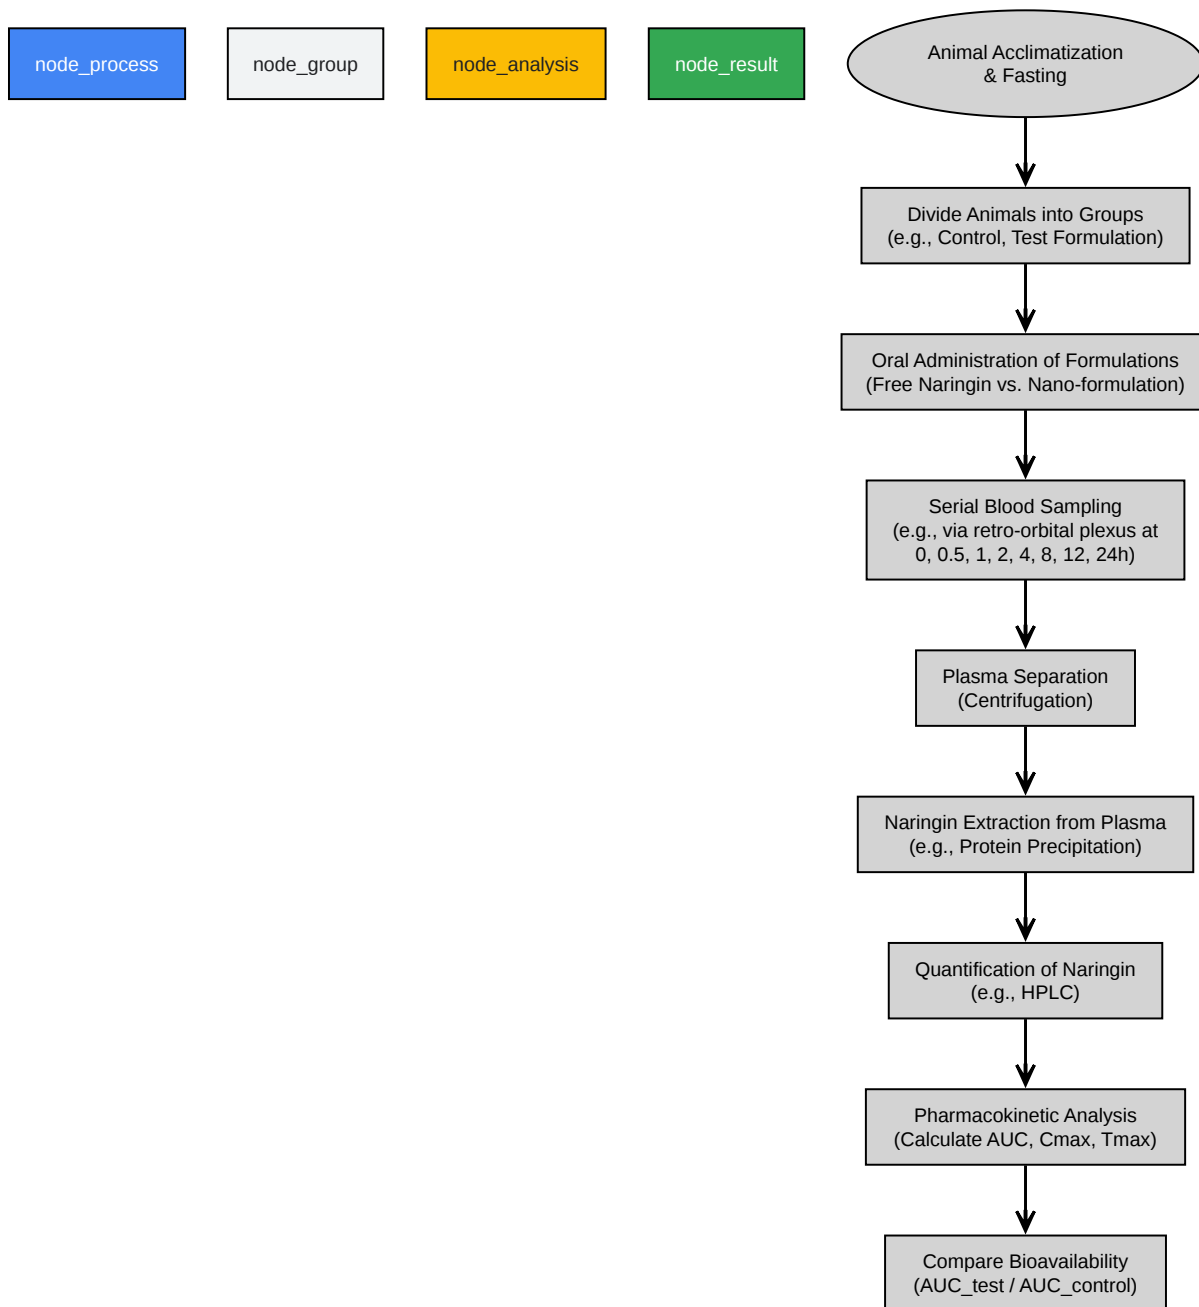 node_process
node_group
node_analysis
node_result
Animal Acclimatization
& Fasting
Divide Animals into Groups
(e.g., Control, Test Formulation)
Oral Administration of Formulations
(Free Naringin vs. Nano-formulation)
Serial Blood Sampling
(e.g., via retro-orbital plexus at
0, 0.5, 1, 2, 4, 8, 12, 24h)
Plasma Separation
(Centrifugation)
Naringin Extraction from Plasma
(e.g., Protein Precipitation)
Quantification of Naringin
(e.g., HPLC)
Pharmacokinetic Analysis
(Calculate AUC, Cmax, Tmax)
Compare Bioavailability
(AUC_test / AUC_control)